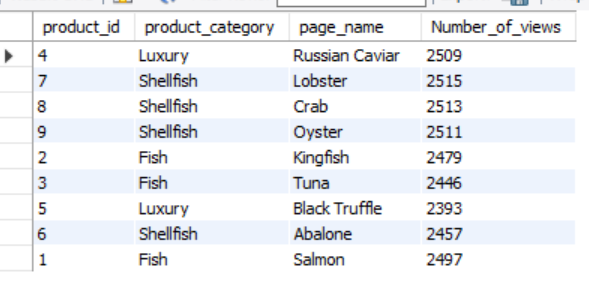 product_id product_category page_name Number_of_views
4 Luxury Russian Caviar 2509
7 Shellfish Lobster 2515
8 Shellfish Crab 2513
9 Shellfish Oyster 2511
2 Fish Kingfish 2479
3 Fish Tuna 2446
5 Luxury Black Truffle 2393
6 Shellfish Abalone 2457
1 Fish Salmon 2497